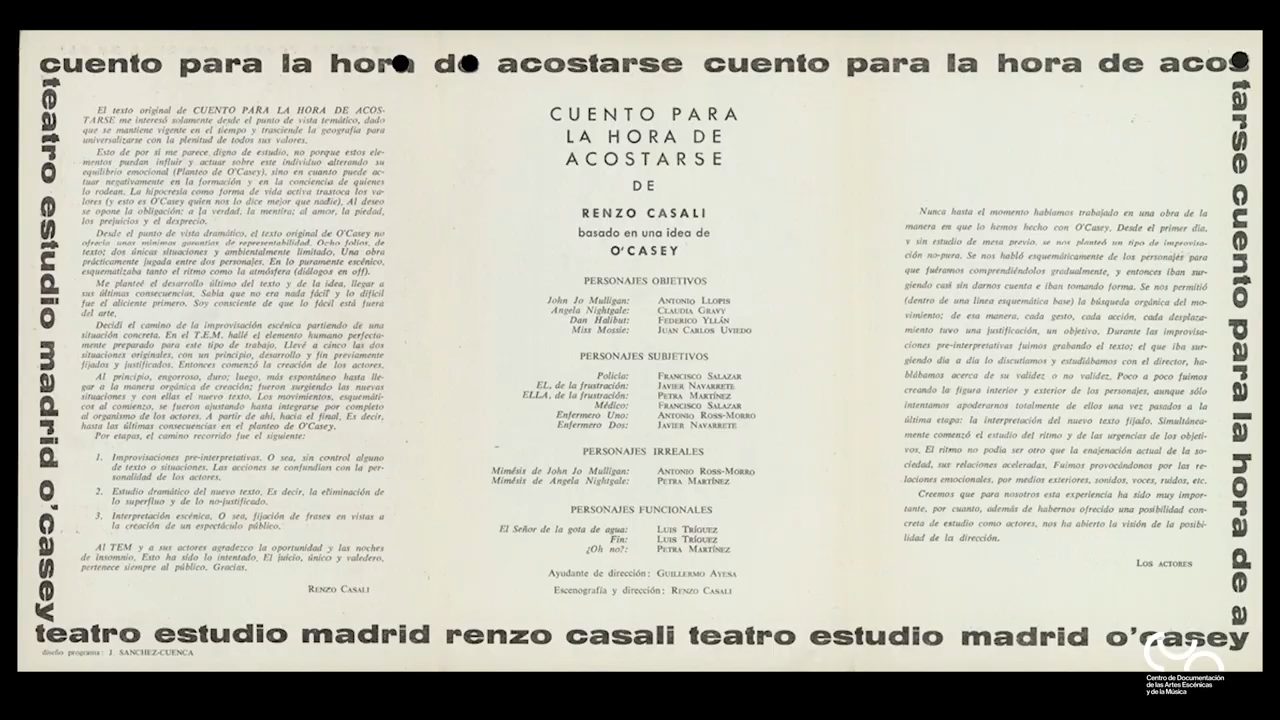 cuento para la hora de acostarse cuento para la hora de acos
tarse cuento para la hora de a
teatro estudio madrid o'casey
El texto original de CUENTO PARA LA HORA DE ACOS-
TARSE me interesó solamente desde el punto de vista temático, dado
que se mantiene vigente en el tiempo y trasciende la geografía para
universalizarse con la plenitud de todos sus valores.
Esto de por sí me parece digno de estudio, no porque estos ele-
mentos puedan influir y actuar sobre este individuo alterando su
equilibrio emocional (Planteo de O'Casey), sino en cuanto puede ac-
tuar negativamente en la formación y en la conciencia de quienes
lo rodean. La hipocresía como forma de vida activa trastoca los va-
lores (y esto es O'Casey quien nos lo dice mejor que nadie). Al deseo
se opone la obligación; a la verdad, la mentira; al amor, la piedad,
los prejuicios y el desprecio.
Desde el punto de vista dramático, el texto original de O'Casey no
ofrecía unas mínimas garantías de representabilidad. Ocho folios, de
texto; dos únicas situaciones y ambientalmente limitado. Una obra
prácticamente jugada entre dos personajes. En lo puramente escénico,
esquematizaba tanto el ritmo como la atmósfera (diálogos en off).
Me planteé el desarrollo último del texto y de la idea, llegar a
sus últimas consecuencias. Sabía que no era nada fácil y lo difícil
fue el aliciente primero. Soy consciente de que lo fácil está fuera
del arte.
Decidí el camino de la improvisación escénica partiendo de una
situación concreta. En el T.E.M. hallé el elemento humano perfecta-
mente preparado para este tipo de trabajo. Llevé a cinco las dos
situaciones originales, con un principio, desarrollo y fin previamente
fijados y justificados. Entonces comenzó la creación de los actores.
Al principio, engorroso, duro; luego, más espontáneo hasta lle-
gar a la manera orgánica de creación; fueron surgiendo las nuevas
situaciones y con ellas el nuevo texto. Los movimientos, esquemáti-
cos al comienzo, se fueron ajustando hasta integrarse por completo
al organismo de los actores. A partir de ahí, hacia el final. Es decir,
hasta las últimas consecuencias en el planteo de O'Casey.
Por etapas, el camino recorrido fue el siguiente:
1. Improvisaciones pre-interpretativas. O sea, sin control alguno
de texto o situaciones. Las acciones se confundían con la per-
sonalidad de los actores.
2. Estudio dramático del nuevo texto. Es decir, la eliminación de
lo superfluo y de lo no-justificado.
3. Interpretación escénica. O sea, fijación de frases en vistas a
la creación de un espectáculo público.
Al TEM y a sus actores agradezco la oportunidad y las noches
de insomnio. Esto ha sido lo intentado. El juicio, único y valedero,
pertenece siempre al público. Gracias.
RENZO CASALI
CUENTO PARA
LA HORA DE
ACOSTARSE
DE
RENZO CASALI
basado en una idea de
O'CASEY
PERSONAJES OBJETIVOS
John Jo Mulligan: ANTONIO LLOPIS
Angela Nightgale: CLAUDIA GRAVY
Dan Halibut: FEDERICO YLLÁN
Miss Mossie: JUAN CARLOS UVIEDO
PERSONAJES SUBJETIVOS
Policía: FRANCISCO SALAZAR
EL, de la frustración: JAVIER NAVARRETE
ELLA, de la frustración: PETRA MARTÍNEZ
Médico: FRANCISCO SALAZAR
Enfermero Uno: ANTONIO ROSS-MORRO
Enfermero Dos: JAVIER NAVARRETE
PERSONAJES IRREALES
Mimésis de John Jo Mulligan: ANTONIO ROSS-MORRO
Mimésis de Angela Nightgale: PETRA MARTÍNEZ
PERSONAJES FUNCIONALES
El Señor de la gota de agua: LUIS TRÍGUEZ
Fin: LUIS TRÍGUEZ
¿Oh no?: PETRA MARTÍNEZ
Ayudante de dirección: GUILLERMO AYESA
Escenografía y dirección: RENZO CASALI
Nunca hasta el momento habíamos trabajado en una obra de la
manera en que lo hemos hecho con O'Casey. Desde el primer día,
y sin estudio de mesa previo, se nos planteó un tipo de improvisa-
ción no-pura. Se nos habló esquemáticamente de los personajes para
que fuéramos comprendiéndolos gradualmente, y entonces iban sur-
giendo casi sin darnos cuenta e iban tomando forma. Se nos permitió
(dentro de una línea esquemática base) la búsqueda orgánica del mo-
vimiento; de esa manera, cada gesto, cada acción, cada desplaza-
miento tuvo una justificación, un objetivo. Durante las improvisa-
ciones pre-interpretativas fuimos grabando el texto; el que iba sur-
giendo día a día lo discutíamos y estudiábamos con el director, ha-
blábamos acerca de su validez o no validez. Poco a poco fuimos
creando la figura interior y exterior de los personajes, aunque sólo
intentamos apoderarnos totalmente de ellos una vez pasados a la
última etapa: la interpretación del nuevo texto fijado. Simultánea-
mente comenzó el estudio del ritmo y de las urgencias de los objeti-
vos. El ritmo no podía ser otro que la enajenación actual de la so-
ciedad, sus relaciones aceleradas. Fuimos provocándonos por las re-
laciones emocionales, por medios exteriores, sonidos, voces, ruidos, etc.
Creemos que para nosotros esta experiencia ha sido muy impor-
tante, por cuanto, además de habernos ofrecido una posibilidad con-
creta de estudio como actores, nos ha abierto la visión de la posibi-
lidad de la dirección.
LOS ACTORES
teatro estudio madrid renzo casali teatro estudio madrid o'casey
diseño programa: J. SANCHEZ-CUENCA
Centro de Documentación
de las Artes Escénicas
y de la Música